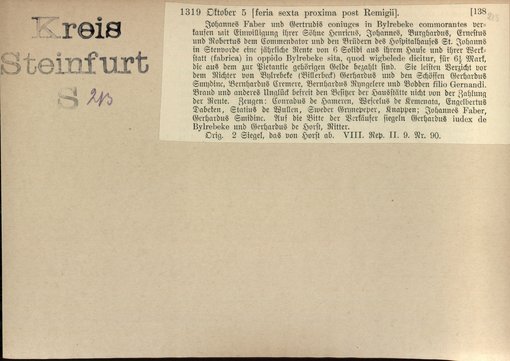 Kreis
Steinfurt
S 213
1319 Oktober 5 [feria sexta proxima post Remigii]. [138
Johannes Faber und Gertrudis coniuges in Bylrebeke commorantes ver-
kaufen mit Einwilligung ihrer Söhne Henricus, Johannes, Burghardus, Ernestus
und Robertus dem Commendator und den Brüdern des Hospitalhauses St. Johannis
in Stenvorde eine jährliche Rente von 6 Solidi aus ihrem Hause und ihrer Werk-
statt (fabrica) in oppido Bylrebeke sita, quod wigbelede dicitur, für 6½ Mark,
die aus dem zur Pietantie gehörigen Gelde bezahlt sind. Sie leisten Verzicht vor
dem Richter von Bylrebeke (Billerbeck) Gerhardus und den Schöffen Gerhardus
Smydinc, Bernhardus Cremere, Bernhardus Ryngelere und Bodden filio Gernandi.
Brand und anderes Unglück befreit den Besitzer der Hausstätte nicht von der Zahlung
der Rente. Zeugen: Conradus de Hameren, Wescelus de Kemenata, Engelbertus
Dabeken, Statius de Wullen, Sweder Gruneperer, Knappen; Johannes Faber,
Gerhardus Smidinc. Auf die Bitte der Verkäufer siegeln Gerhardus iudex de
Bylrebeke und Gerhardus de Horst, Ritter.
Orig. 2 Siegel, das von Horst ab. VIII. Rep. II. 9. Nr. 90.